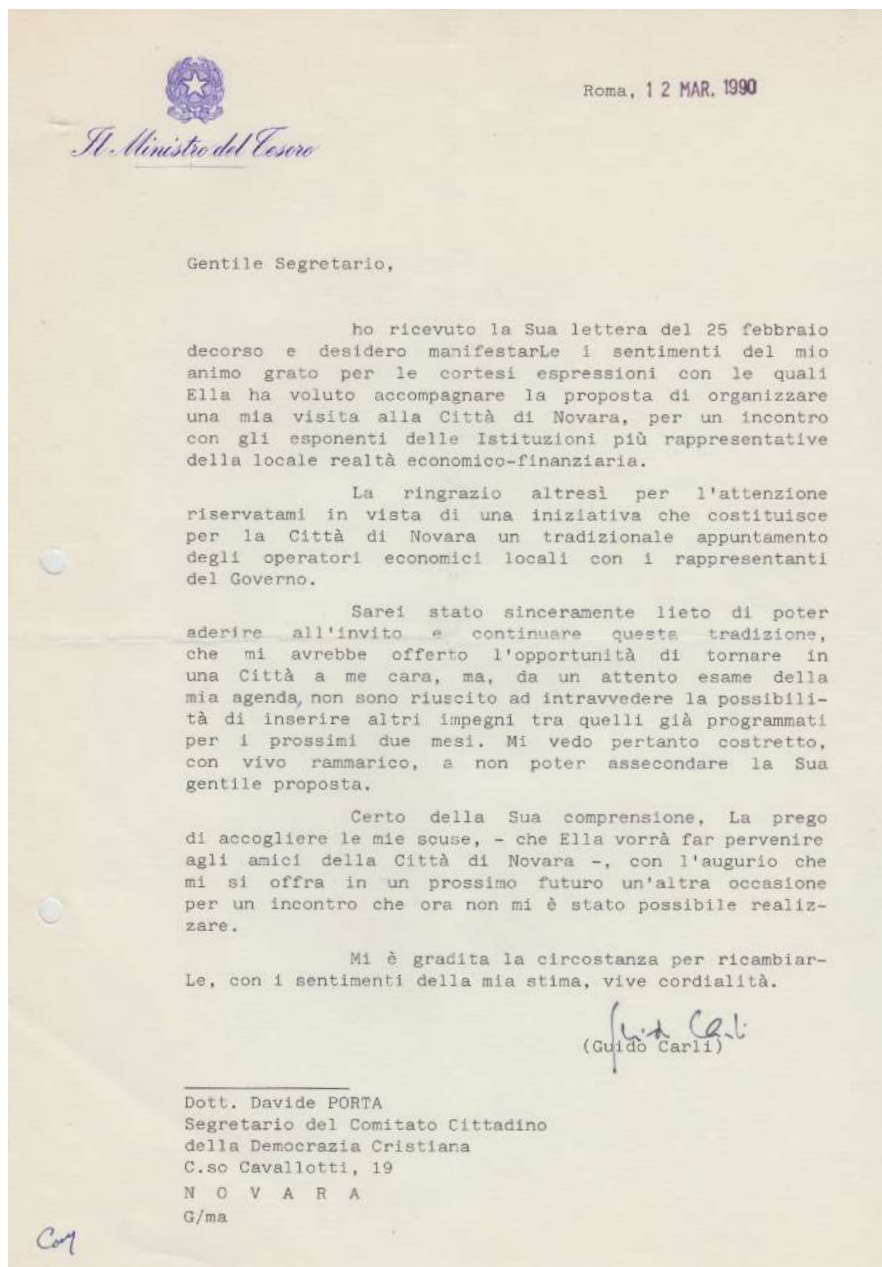 Roma, 12 MAR. 1990
Il Ministro del Tesoro
Gentile Segretario,
ho ricevuto la Sua lettera del 25 febbraio
decorso e desidero manifestarLe i sentimenti del mio
animo grato per le cortesi espressioni con le quali
Ella ha voluto accompagnare la proposta di organizzare
una mia visita alla Città di Novara, per un incontro
con gli esponenti delle Istituzioni più rappresentative
della locale realtà economico-finanziaria.
La ringrazio altresì per l'attenzione
riservatami in vista di una iniziativa che costituisce
per la Città di Novara un tradizionale appuntamento
degli operatori economici locali con i rappresentanti
del Governo.
Sarei stato sinceramente lieto di poter
aderire all'invito e continuare questa tradizione,
che mi avrebbe offerto l'opportunità di tornare in
una Città a me cara, ma, da un attento esame della
mia agenda, non sono riuscito ad intravvedere la possibili-
tà di inserire altri impegni tra quelli già programmati
per i prossimi due mesi. Mi vedo pertanto costretto,
con vivo rammarico, a non poter assecondare la Sua
gentile proposta.
Certo della Sua comprensione, La prego
di accogliere le mie scuse, - che Ella vorrà far pervenire
agli amici della Città di Novara -, con l'augurio che
mi si offra in un prossimo futuro un'altra occasione
per un incontro che ora non mi è stato possibile realiz-
zare.
Mi è gradita la circostanza per ricambiar-
Le, con i sentimenti della mia stima, vive cordialità.
Guido Carli
(Guido Carli)
Dott. Davide PORTA
Segretario del Comitato Cittadino
della Democrazia Cristiana
C.so Cavallotti, 19
N O V A R A
G/ma